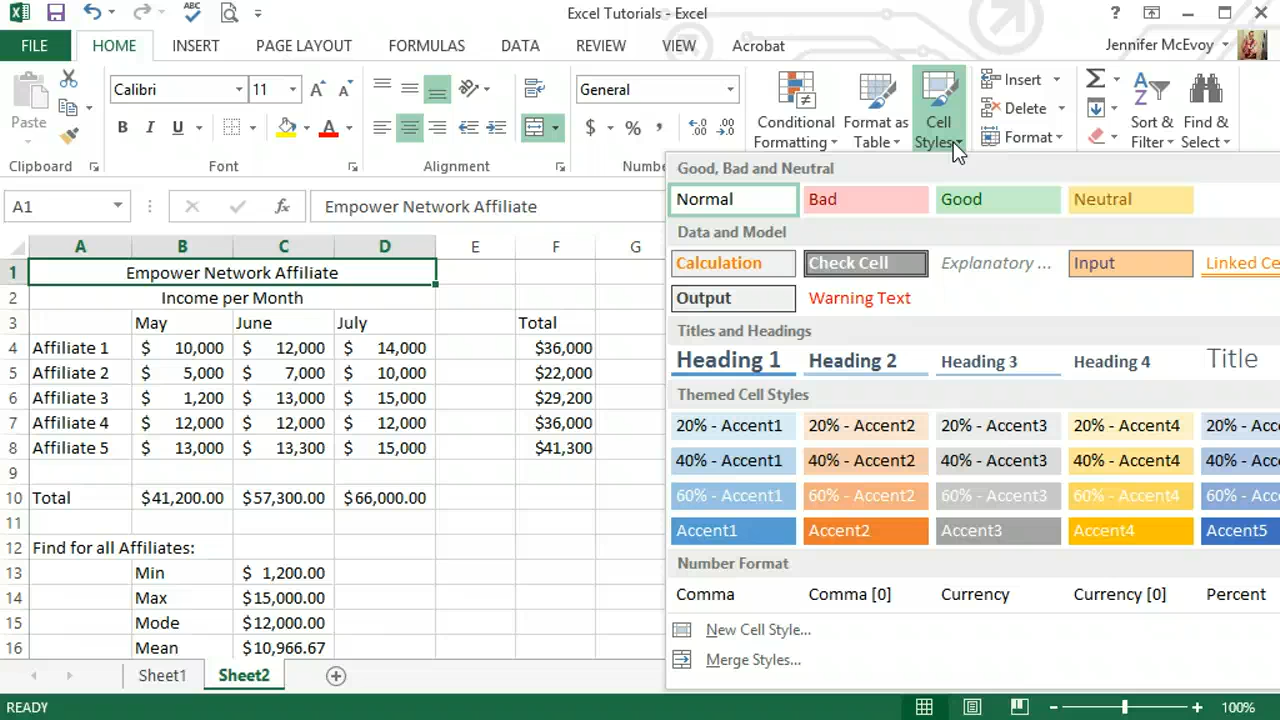 Excel Tutorials - Excel
FILE HOME INSERT PAGE LAYOUT FORMULAS DATA REVIEW VIEW Acrobat Jennifer McEvoy
Paste Calibri 11 General Conditional Formatting Format as Table Cell Styles Insert Delete Format Sort & Filter Find & Select
Clipboard Font Alignment Numb
A1 Empower Network Affiliate
A B C D E F G
1 Empower Network Affiliate
2 Income per Month
3 May June July Total
4 Affiliate 1 $ 10,000 $ 12,000 $ 14,000 $36,000
5 Affiliate 2 $ 5,000 $ 7,000 $ 10,000 $22,000
6 Affiliate 3 $ 1,200 $ 13,000 $ 15,000 $29,200
7 Affiliate 4 $ 12,000 $ 12,000 $ 12,000 $36,000
8 Affiliate 5 $ 13,000 $ 13,300 $ 15,000 $41,300
9
10 Total $41,200.00 $57,300.00 $66,000.00
11
12 Find for all Affiliates:
13 Min $ 1,200.00
14 Max $15,000.00
15 Mode $12,000.00
16 Mean $10,966.67
Good, Bad and Neutral
Normal Bad Good Neutral
Data and Model
Calculation Check Cell Explanatory ... Input Linked Ce
Output Warning Text
Titles and Headings
Heading 1 Heading 2 Heading 3 Heading 4 Title
Themed Cell Styles
20% - Accent1 20% - Accent2 20% - Accent3 20% - Accent4 20% - Acc
40% - Accent1 40% - Accent2 40% - Accent3 40% - Accent4 40% - Acc
60% - Accent1 60% - Accent2 60% - Accent3 60% - Accent4 60% - Acc
Accent1 Accent2 Accent3 Accent4 Accent5
Number Format
Comma Comma [0] Currency Currency [0] Percent
New Cell Style...
Merge Styles...
Sheet1 Sheet2
READY 100%